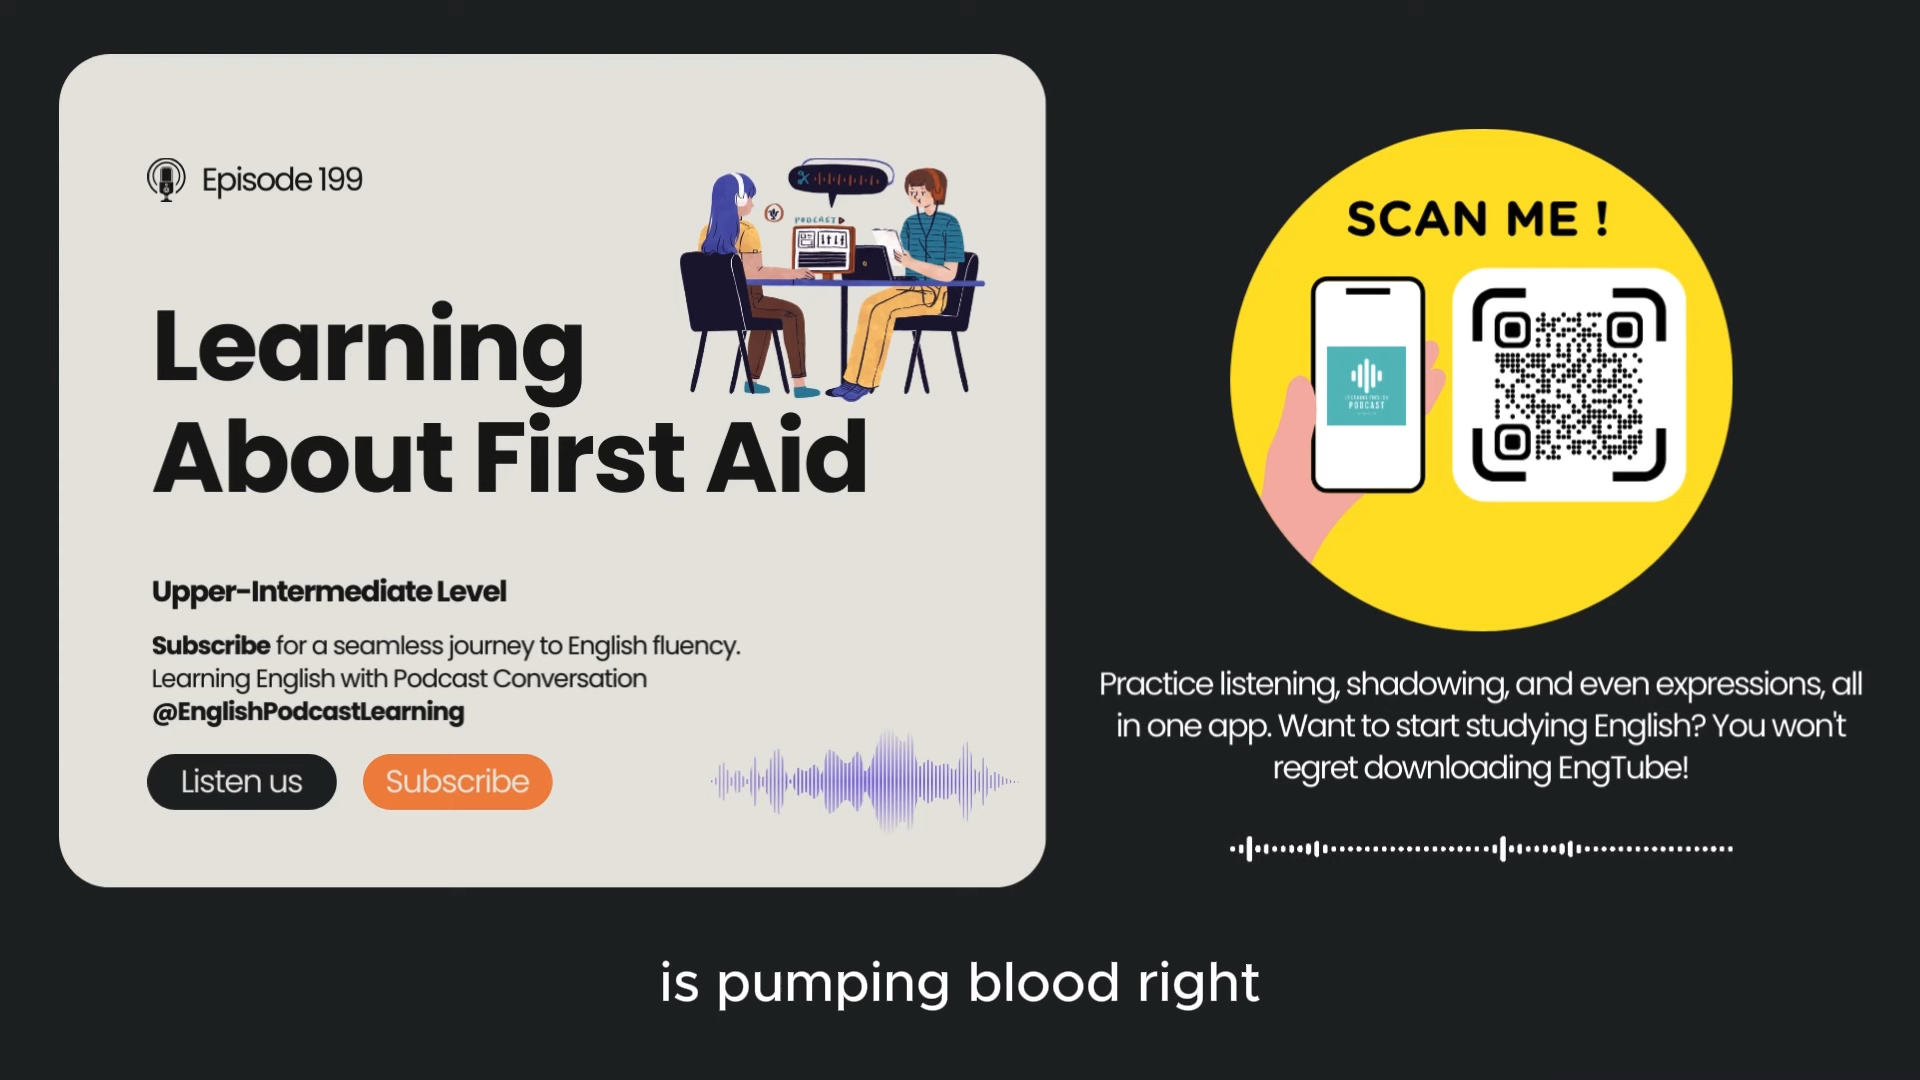 Episode 199
PODCAST
Learning
About First Aid
Upper-Intermediate Level
Subscribe for a seamless journey to English fluency.
Learning English with Podcast Conversation
@EnglishPodcastLearning
Listen us
Subscribe
SCAN ME !
PODCAST
Practice listening, shadowing, and even expressions, all
in one app. Want to start studying English? You won't
regret downloading EngTube!
is pumping blood right